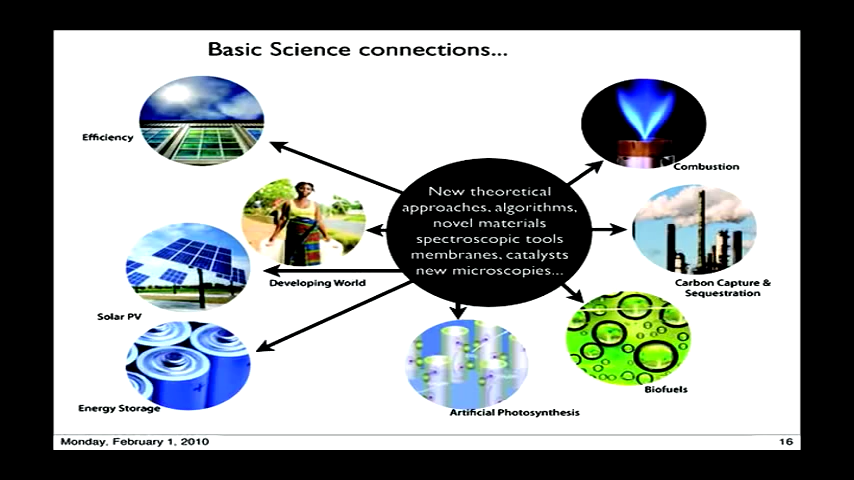 Basic Science connections...
Efficiency
Combustion
New theoretical
approaches, algorithms,
novel materials
spectroscopic tools
membranes, catalysts
new microscopies...
Developing World
Carbon Capture &
Sequestration
Solar PV
Biofuels
Energy Storage
Artificial Photosynthesis
Monday, February 1, 2010
16